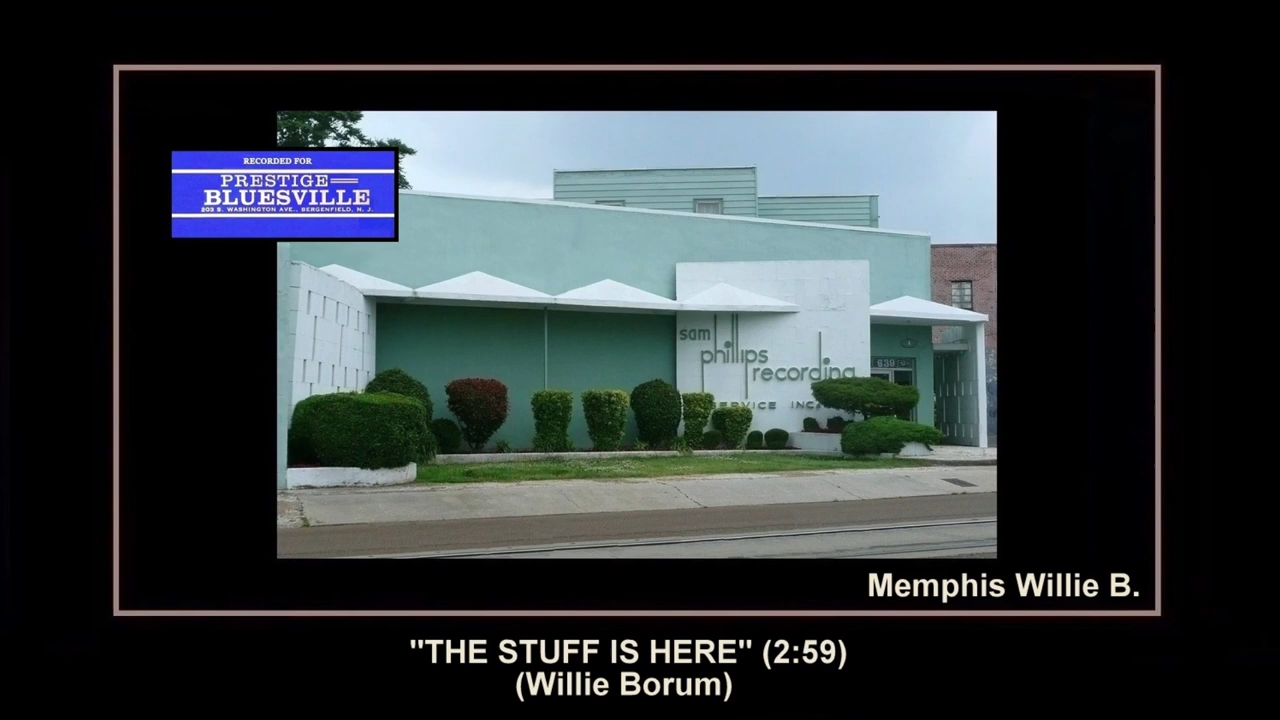 RECORDED FOR
PRESTIGE
BLUESVILLE
203 S. WASHINGTON AVE., BERGENFIELD, N. J.
sam
phillips
recording
SERVICE INC.
639
Memphis Willie B.
"THE STUFF IS HERE" (2:59)
(Willie Borum)